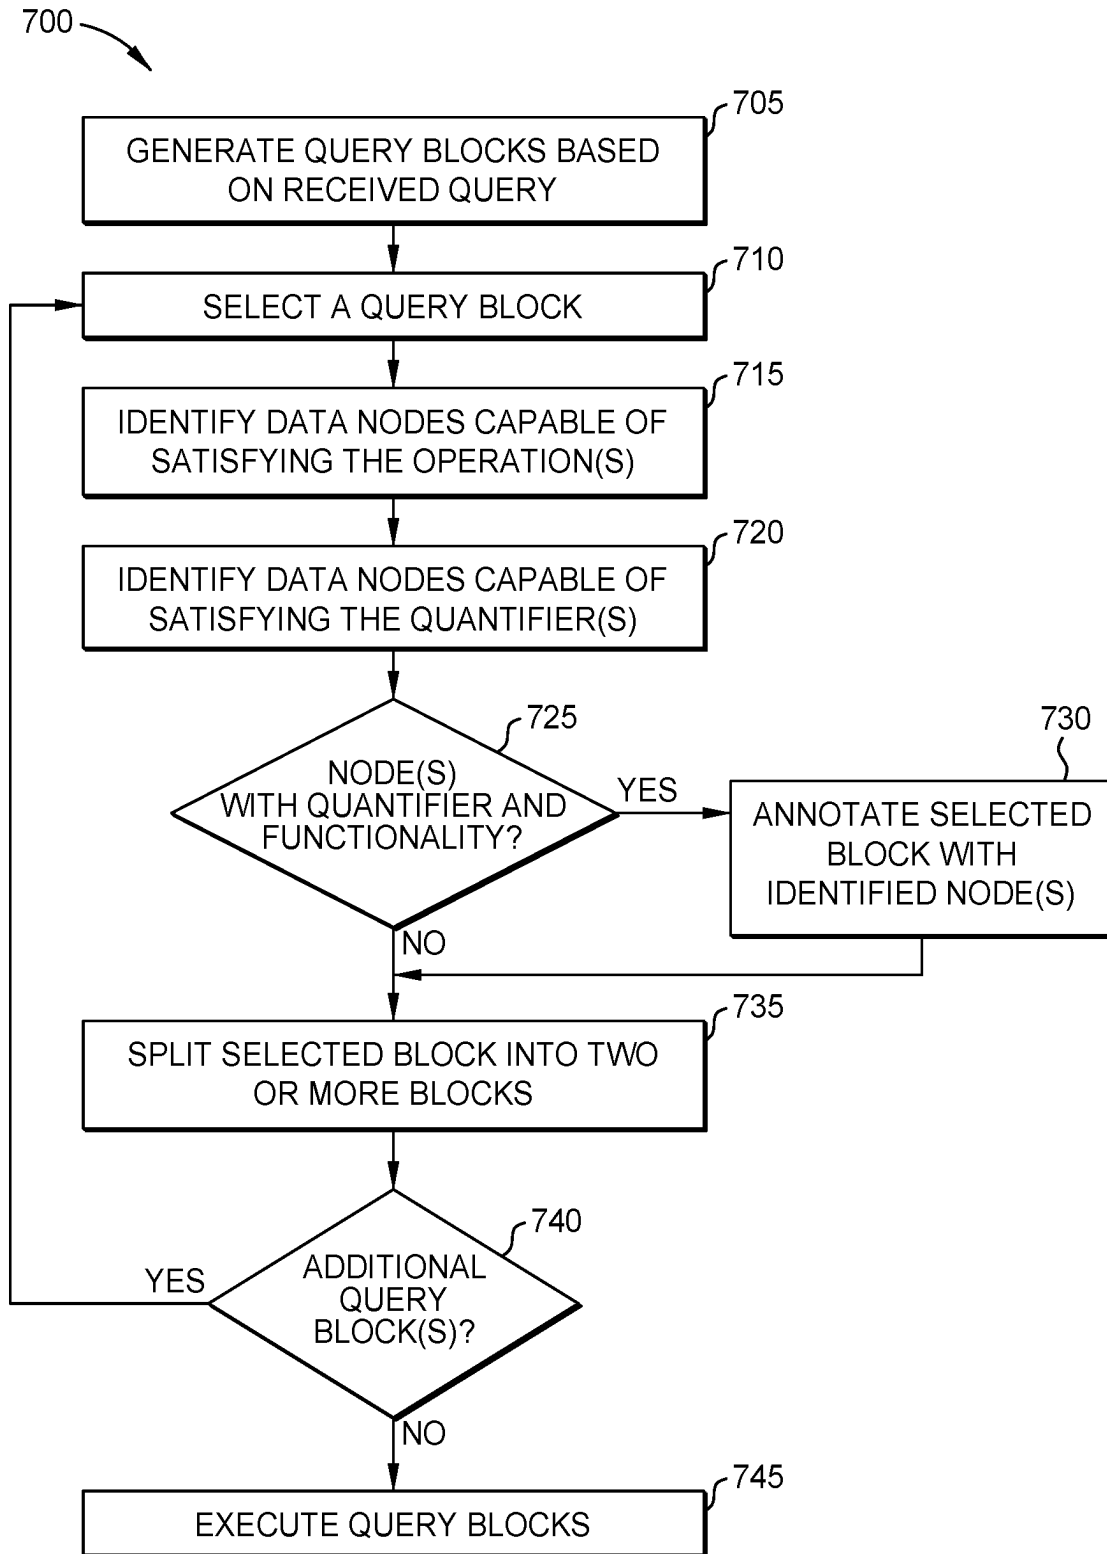 700
705
GENERATE QUERY BLOCKS BASED
ON RECEIVED QUERY
710
SELECT A QUERY BLOCK
715
IDENTIFY DATA NODES CAPABLE OF
SATISFYING THE OPERATION(S)
720
IDENTIFY DATA NODES CAPABLE OF
SATISFYING THE QUANTIFIER(S)
725
NODE(S)
WITH QUANTIFIER AND
FUNCTIONALITY?
YES
730
ANNOTATE SELECTED
BLOCK WITH
IDENTIFIED NODE(S)
NO
735
SPLIT SELECTED BLOCK INTO TWO
OR MORE BLOCKS
740
ADDITIONAL
QUERY
BLOCK(S)?
YES
NO
745
EXECUTE QUERY BLOCKS